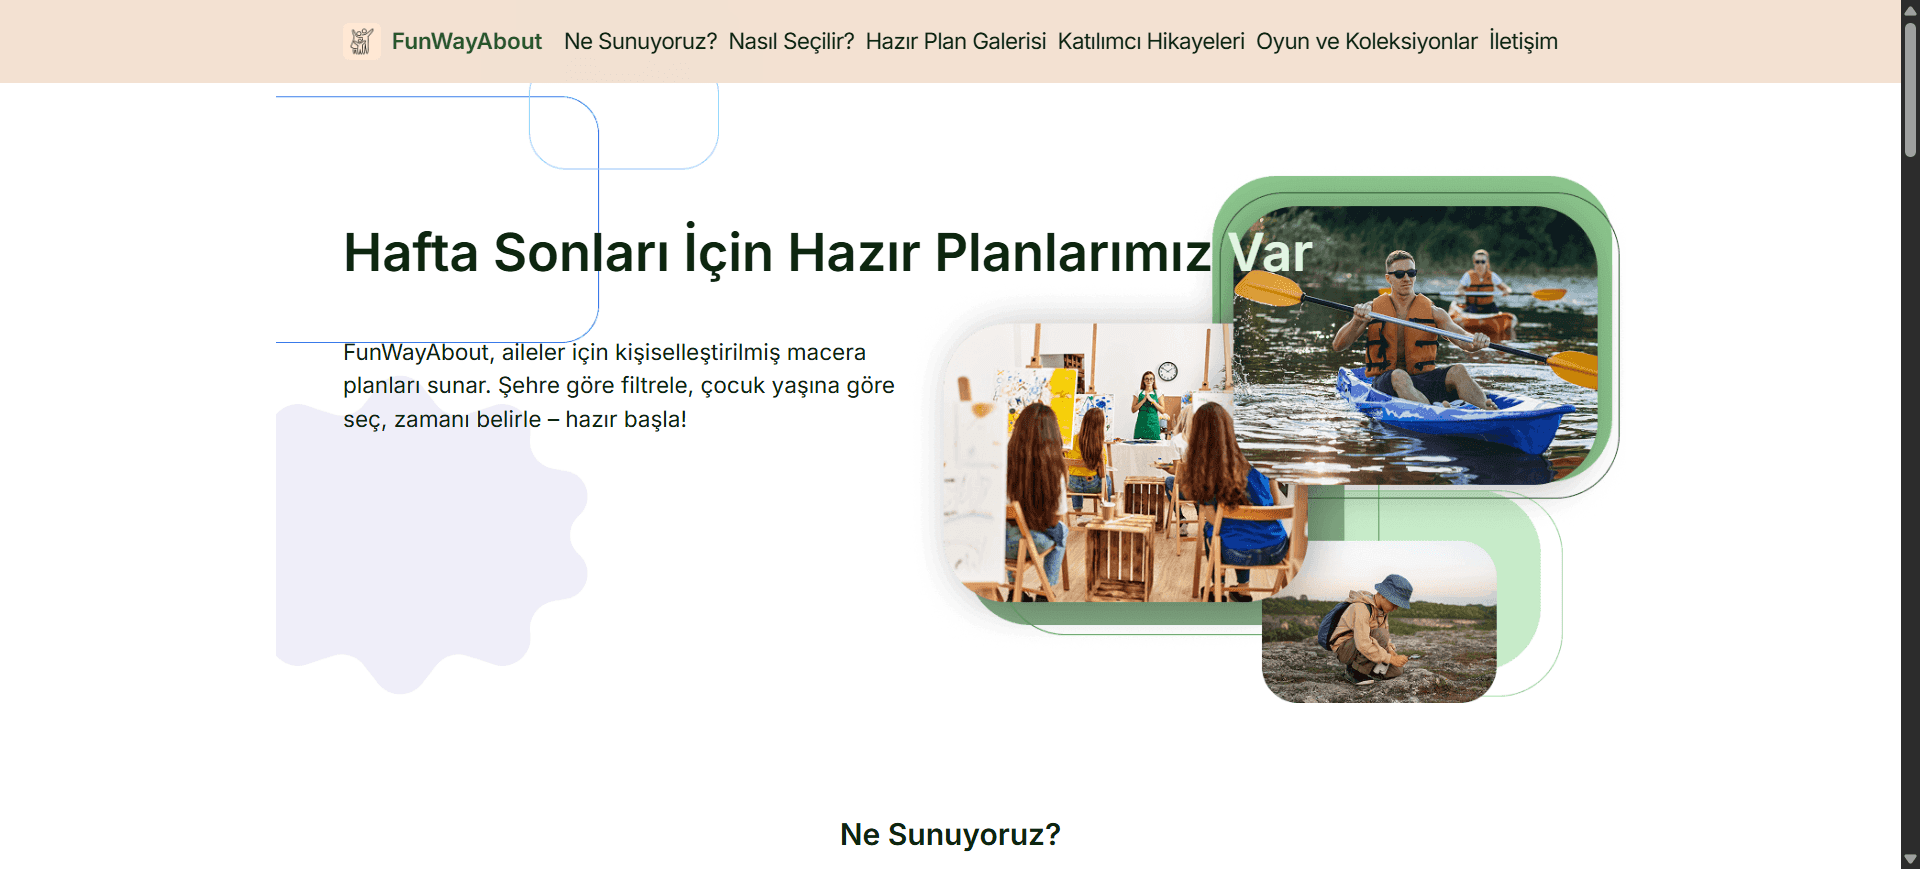 FunWayAbout Ne Sunuyoruz? Nasıl Seçilir? Hazır Plan Galerisi Katılımcı Hikayeleri Oyun ve Koleksiyonlar İletişim
Hafta Sonları İçin Hazır Planlarımız Var
FunWayAbout, aileler için kişiselleştirilmiş macera
planları sunar. Şehre göre filtrele, çocuk yaşına göre
seç, zamanı belirle – hazır başla!
Ne Sunuyoruz?